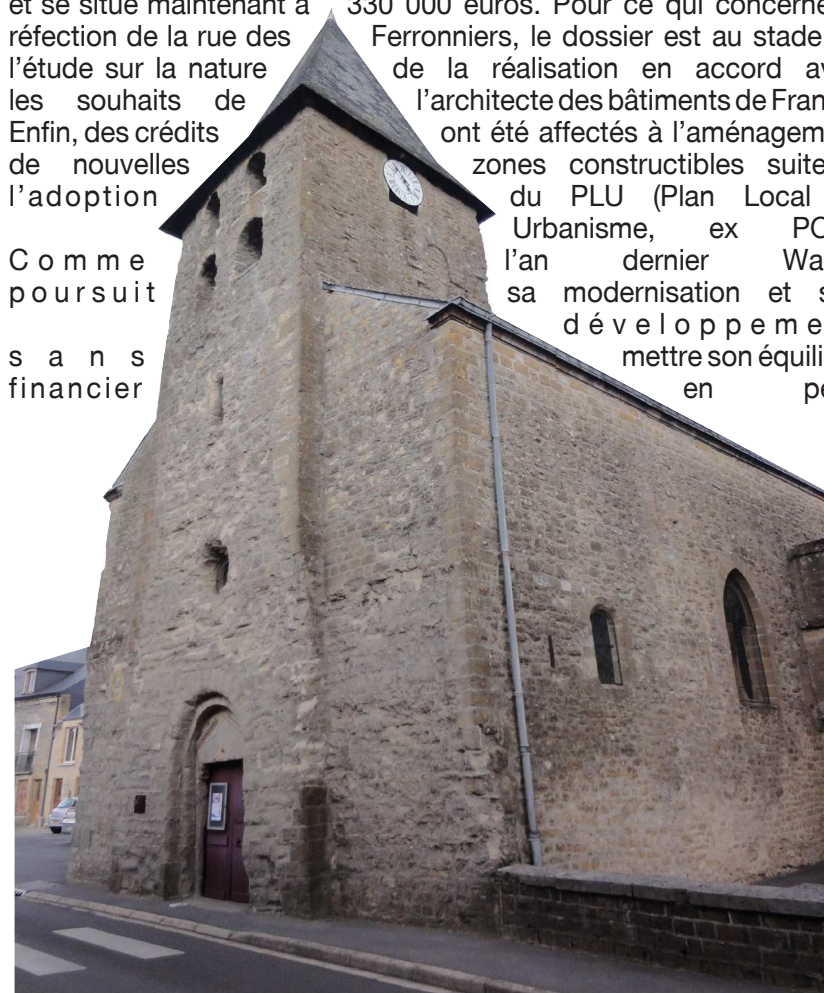 et se situe maintenant à 330 000 euros. Pour ce qui concerne
réfection de la rue des Ferronniers, le dossier est au stade
l'étude sur la nature de la réalisation en accord av
les souhaits de l'architecte des bâtiments de Fran
Enfin, des crédits ont été affectés à l'aménagem
de nouvelles zones constructibles suite
l'adoption du PLU (Plan Local
Urbanisme, ex PO
Comme l'an dernier Wa
poursuit sa modernisation et s
développeme
sans mettre son équili
financier en pé